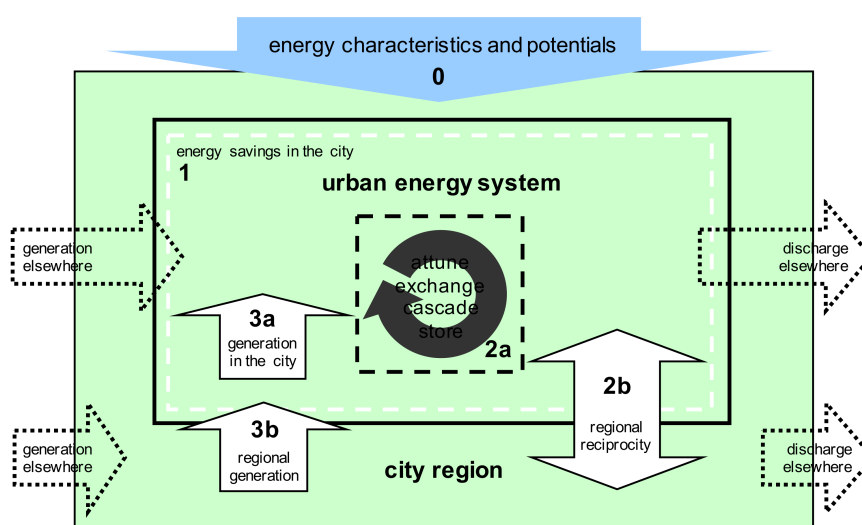 energy characteristics and potentials
0
energy savings in the city
1
urban energy system
generation
elsewhere
discharge
elsewhere
attune
exchange
cascade
store
2a
3a
generation
in the city
2b
regional
reciprocity
3b
regional
generation
generation
elsewhere
city region
discharge
elsewhere